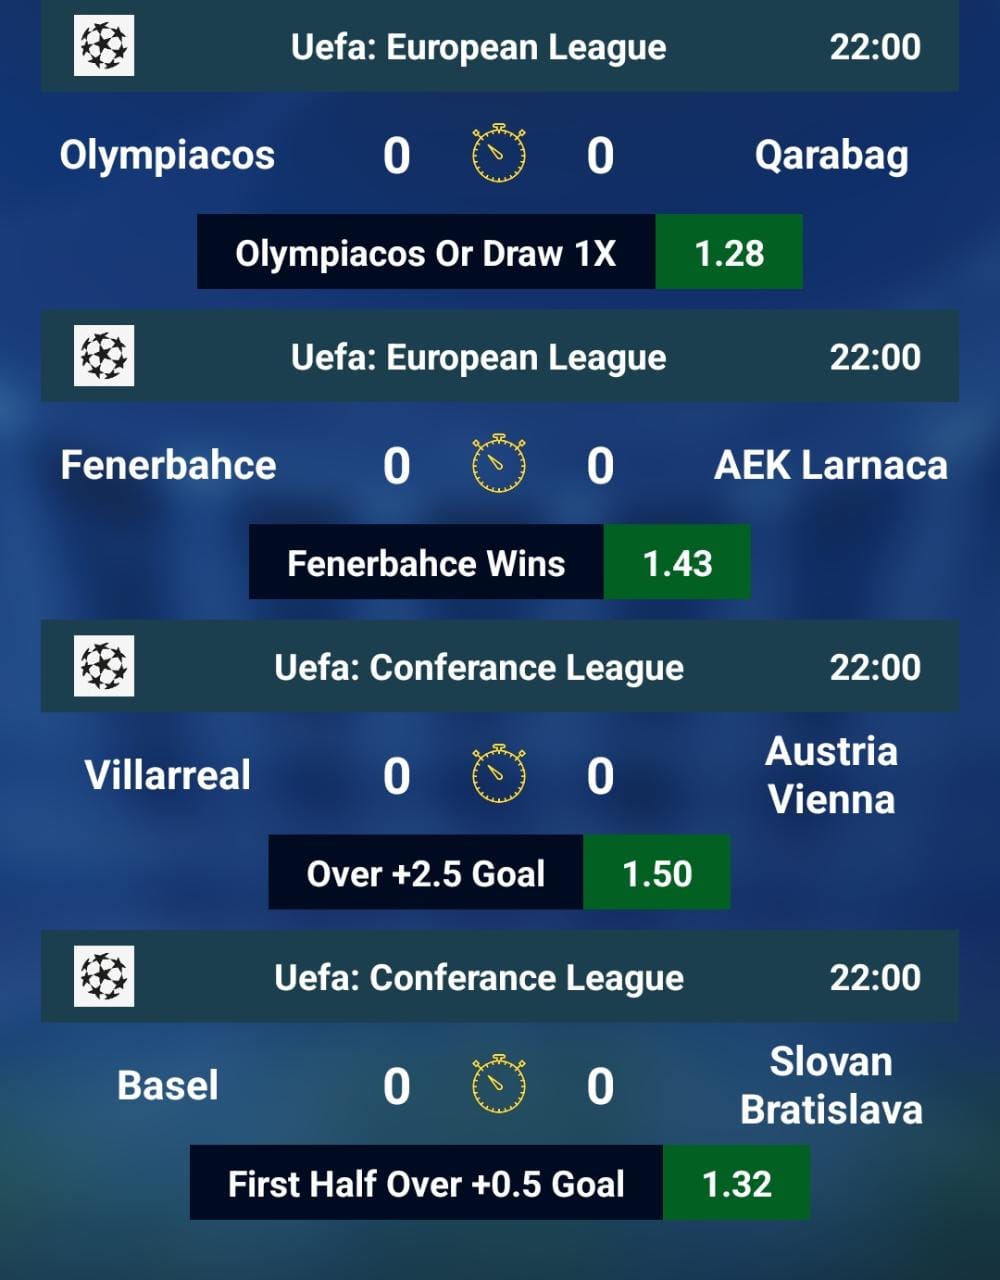 Uefa: European League 22:00
Olympiacos 0 0 Qarabag
Olympiacos Or Draw 1X 1.28
Uefa: European League 22:00
Fenerbahce 0 0 AEK Larnaca
Fenerbahce Wins 1.43
Uefa: Conferance League 22:00
Villarreal 0 0 Austria
Vienna
Over +2.5 Goal 1.50
Uefa: Conferance League 22:00
Basel 0 0 Slovan
Bratislava
First Half Over +0.5 Goal 1.32